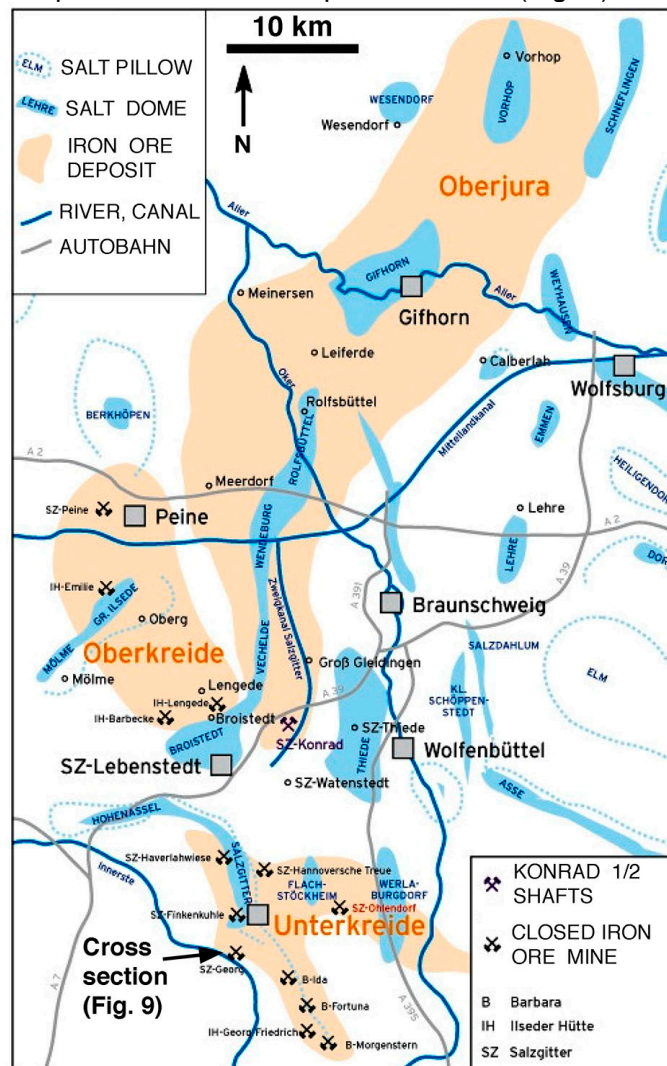 10 km
N
ELM SALT PILLOW
LEHRE SALT DOME
IRON ORE
DEPOSIT
RIVER, CANAL
AUTOBAHN
Vorhop
VORHOP
SCHNEFLINGEN
WESENDORF
Wesendorf
Oberjura
Aller
GIFHORN
Gifhorn
Aller
Meinersen
WEYHAUSEN
Leiferde
Oker
Calberlah
Wolfsburg
BERKHÖPEN
Rolfsbüttel
ROLFSBÜTTEL
Mittellandkanal
EMMEN
A 2
Meerdorf
HEILIGENDORF
SZ-Peine
Peine
Lehre
LEHRE
A 2
WENDEBURG
A 39
DOR
IH-Emilie
GR. ILSEDE
Zweigkanal Salzgitter
A 391
Braunschweig
Oberg
MÖLME
Mölme
Oberkreide
VECHELDE
SALZDAHLUM
ELM
Groß Gleidingen
KL.
SCHÖPPEN-
STEDT
Lengede
IH-Lengede
A 39
IH-Barbecke
Broistedt
BROISTEDT
SZ-Konrad
SZ-Thiede
THIEDE
Wolfenbüttel
SZ-Lebenstedt
SZ-Watenstedt
ASSE
HOHENASSEL
Innerste
SALZGITTER
SZ-Haverlahwiese
SZ-Hannoversche Treue
FLACH-
STÖCKHEIM
WERLA-
BURGDORF
SZ-Finkenkuhle
SZ-Ohlendorf
Unterkreide
Cross
section
(Fig. 9)
SZ-Georg
B-Ida
A 7
B-Fortuna
A 395
IH-Georg Friedrich
B-Morgenstern
KONRAD 1/2
SHAFTS
CLOSED IRON
ORE MINE
B Barbara
IH Ilseder Hütte
SZ Salzgitter